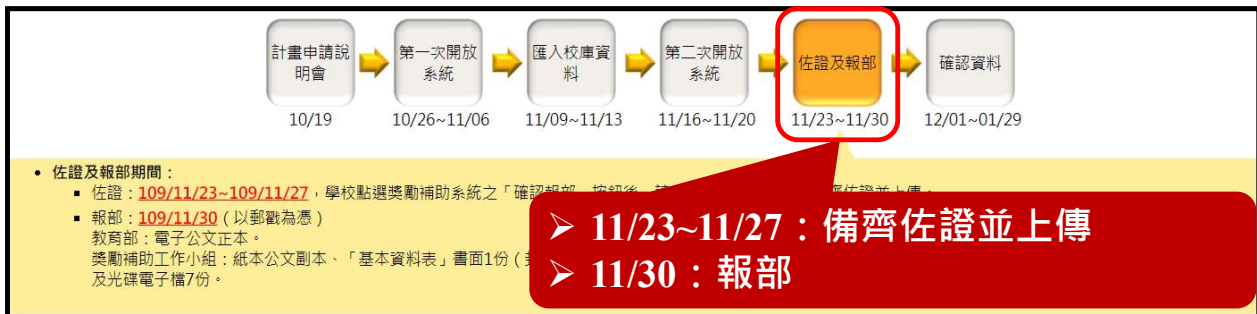 計畫申請說明會
第一次開放系統
匯入校庫資料
第二次開放系統
佐證及報部
確認資料
10/19
10/26~11/06
11/09~11/13
11/16~11/20
11/23~11/30
12/01~01/29
• 佐證及報部期間：
▪ 佐證：109/11/23~109/11/27，學校點選獎勵補助系統之「確認報部
佐證並上傳。
▪ 報部：109/11/30（以郵戳為憑）
教育部：電子公文正本。
獎勵補助工作小組：紙本公文副本、「基本資料表」書面1份（
及光碟電子檔7份。
➢ 11/23~11/27：備齊佐證並上傳
➢ 11/30：報部